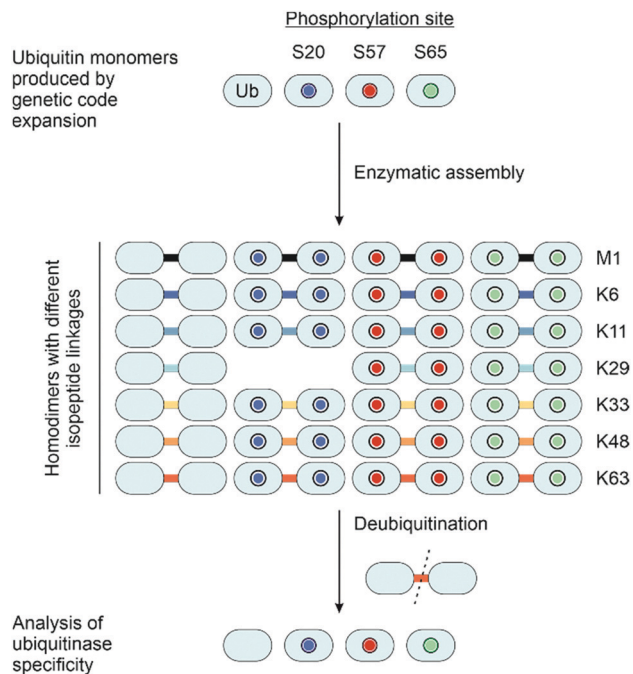 Phosphorylation site
S20 S57 S65
Ubiquitin monomers
produced by
genetic code
expansion
Ub
Enzymatic assembly
Homodimers with different
isopeptide linkages
M1
K6
K11
K29
K33
K48
K63
Deubiquitination
Analysis of
ubiquitinase
specificity